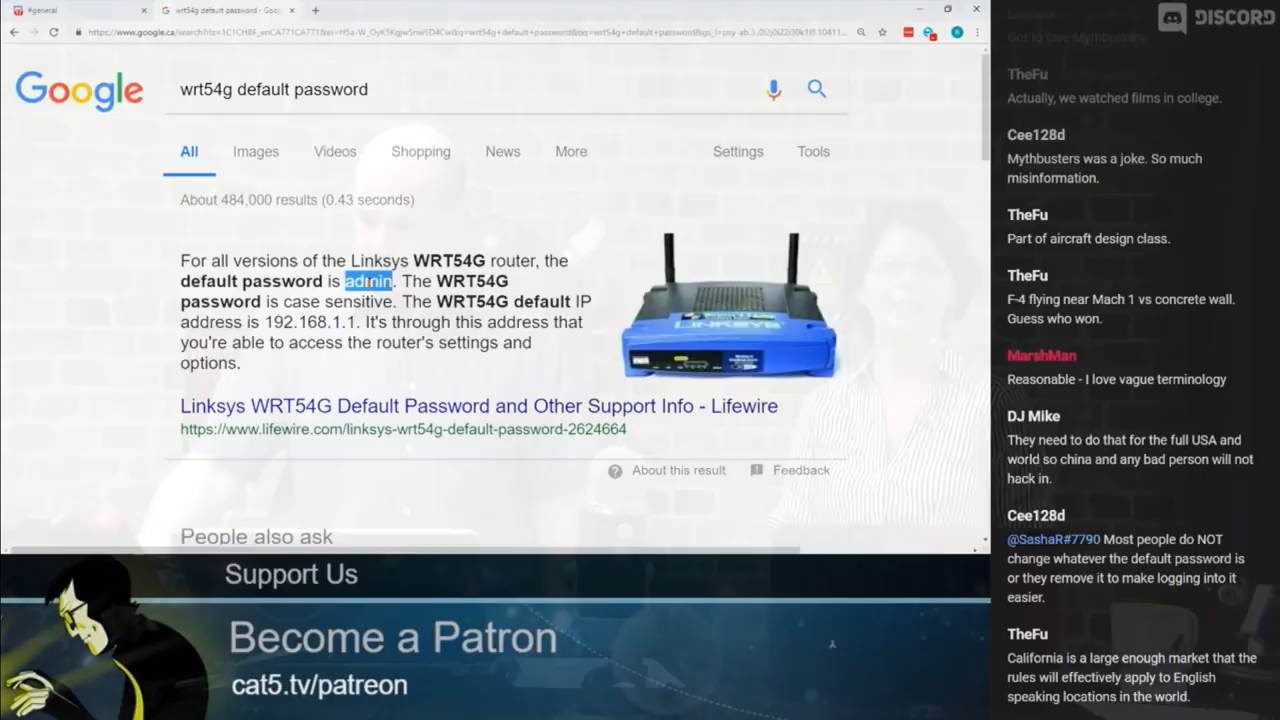 #general
wrt54g default password - Go
Google
wrt54g default password
All
Images
Videos
Shopping
News
More
Settings
Tools
About 484,000 results (0.43 seconds)
For all versions of the Linksys WRT54G router, the
default password is admin. The WRT54G
password is case sensitive. The WRT54G default IP
address is 192.168.1.1. It's through this address that
you're able to access the router's settings and
options.
LINKSYS
Linksys WRT54G Default Password and Other Support Info - Lifewire
https://www.lifewire.com/linksys-wrt54g-default-password-2624664
About this result
Feedback
People also ask
Support Us
Become a Patron
cat5.tv/patreon
DISCORD
Got to love Mythbusters
TheFu
Actually, we watched films in college.
Cee128d
Mythbusters was a joke. So much
misinformation.
TheFu
Part of aircraft design class.
TheFu
F-4 flying near Mach 1 vs concrete wall.
Guess who won.
MarshMan
Reasonable - I love vague terminology
DJ Mike
They need to do that for the full USA and
world so china and any bad person will not
hack in.
Cee128d
@SashaR#7790 Most people do NOT
change whatever the default password is
or they remove it to make logging into it
easier.
TheFu
California is a large enough market that the
rules will effectively apply to English
speaking locations in the world.